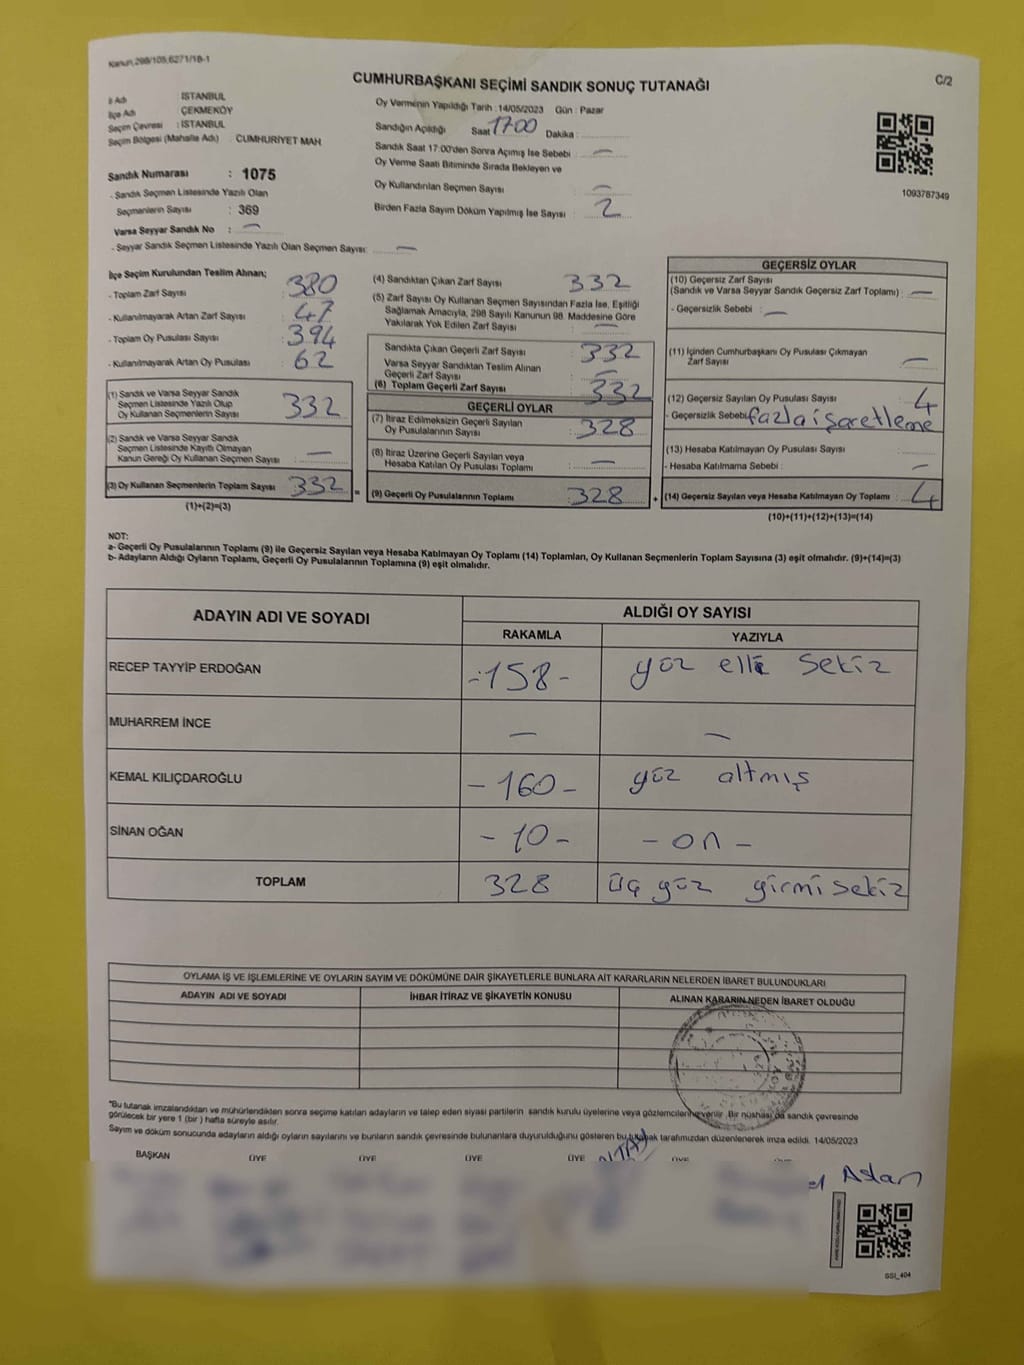 Kanun,298/105,6271/18-1
CUMHURBAŞKANI SEÇİMİ SANDIK SONUÇ TUTANAĞI
C/2
İl Adı : İSTANBUL
İlçe Adı : ÇEKMEKÖY
Seçim Çevresi : İSTANBUL
Seçim Bölgesi (Mahalle Adı) : CUMHURİYET MAH
Sandık Numarası : 1075
- Sandık Seçmen Listesinde Yazılı Olan
Seçmenlerin Sayısı : 369
Varsa Seyyar Sandık No : —
- Seyyar Sandık Seçmen Listesinde Yazılı Olan Seçmen Sayısı: —
Oy Verme'nin Yapıldığı Tarih : 14/05/2023 Gün : Pazar
Sandığın Açıldığı Saat 1700 Dakika :
Sandık Saat 17:00'den Sonra Açımış İse Sebebi : —
Oy Verme Saati Bitiminde Sırada Bekleyen ve
Oy Kullandırılan Seçmen Sayısı : —
Birden Fazla Sayım Döküm Yapılmış İse Sayısı : 2
1093787349
İlçe Seçim Kurulundan Teslim Alınan;
- Toplam Zarf Sayısı : 380
- Kullanılmayarak Artan Zarf Sayısı : 47
- Toplam Oy Pusulası Sayısı : 394
- Kullanılmayarak Artan Oy Pusulası : 62
(1) Sandık ve Varsa Seyyar Sandık
Seçmen Listesinde Yazılı Olup
Oy Kullanan Seçmenlerin Sayısı : 332
(2) Sandık ve Varsa Seyyar Sandık
Seçmen Listesinde Kayıtlı Olmayan
Kanun Gereği Oy Kullanan Seçmen Sayısı : —
(3) Oy Kullanan Seçmenlerin Toplam Sayısı : 332
(1)+(2)=(3)
(4) Sandıktan Çıkan Zarf Sayısı : 332
(5) Zarf Sayısı Oy Kullanan Seçmen Sayısından Fazla İse, Eşitliği
Sağlamak Amacıyla, 298 Sayılı Kanunun 98. Maddesine Göre
Yakılarak Yok Edilen Zarf Sayısı : —
Sandıkta Çıkan Geçerli Zarf Sayısı : 332
Varsa Seyyar Sandıktan Teslim Alınan
Geçerli Zarf Sayısı : —
(6) Toplam Geçerli Zarf Sayısı : 332
GEÇERLİ OYLAR
(7) İtiraz Edilmeksizin Geçerli Sayılan
Oy Pusulalarının Sayısı : 328
(8) İtiraz Üzerine Geçerli Sayılan veya
Hesaba Katılan Oy Pusulası Toplamı : —
= (9) Geçerli Oy Pusulalarının Toplamı : 328
GEÇERSİZ OYLAR
(10) Geçersiz Zarf Sayısı
(Sandık ve Varsa Seyyar Sandık Geçersiz Zarf Toplamı) : —
- Geçersizlik Sebebi : —
(11) İçinden Cumhurbaşkanı Oy Pusulası Çıkmayan
Zarf Sayısı : —
(12) Geçersiz Sayılan Oy Pusulası Sayısı : 4
- Geçersizlik Sebebi : fazla işaretleme
(13) Hesaba Katılmayan Oy Pusulası Sayısı :
- Hesaba Katılmama Sebebi : —
+ (14) Geçersiz Sayılan veya Hesaba Katılmayan Oy Toplamı : 4
(10)+(11)+(12)+(13)=(14)
NOT:
a- Geçerli Oy Pusulalarının Toplamı (9) ile Geçersiz Sayılan veya Hesaba Katılmayan Oy Toplamı (14) Toplamları, Oy Kullanan Seçmenlerin Toplam Sayısına (3) eşit olmalıdır. (9)+(14)=(3)
b- Adayların Aldığı Oyların Toplamı, Geçerli Oy Pusulalarının Toplamına (9) eşit olmalıdır.
ADAYIN ADI VE SOYADI
ALDIĞI OY SAYISI
RAKAMLA YAZIYLA
RECEP TAYYİP ERDOĞAN -158- yüz elli sekiz
MUHARREM İNCE — —
KEMAL KILIÇDAROĞLU -160- yüz altmış
SİNAN OĞAN -10- -on-
TOPLAM 328 üç yüz yirmi sekiz
OYLAMA İŞ VE İŞLEMLERİNE VE OYLARIN SAYIM VE DÖKÜMÜNE DAİR ŞİKAYETLERLE BUNLARA AİT KARARLARIN NELERDEN İBARET BULUNDUKLARI
ADAYIN ADI VE SOYADI İHBAR İTİRAZ VE ŞİKAYETİN KONUSU ALINAN KARARIN NEDEN İBARET OLDUĞU
*Bu tutanak imzalandıktan ve mühürlendikten sonra seçime katılan adayların ve talep eden siyasi partilerin sandık kurulu üyelerine veya gözlemcilerine verilir. Bir nüshası da sandık çevresinde
görülecek bir yere 1 (bir ) hafta süreyle asılır.
Sayım ve döküm sonucunda adayların aldığı oyların sayılarını ve bunların sandık çevresinde bulunanlara duyurulduğunu gösteren bu tutanak tarafımızdan düzenlenerek imza edildi. 14/05/2023
BAŞKAN ÜYE ÜYE ÜYE ÜYE ÜYE ÜYE
Aslan
SSI_404